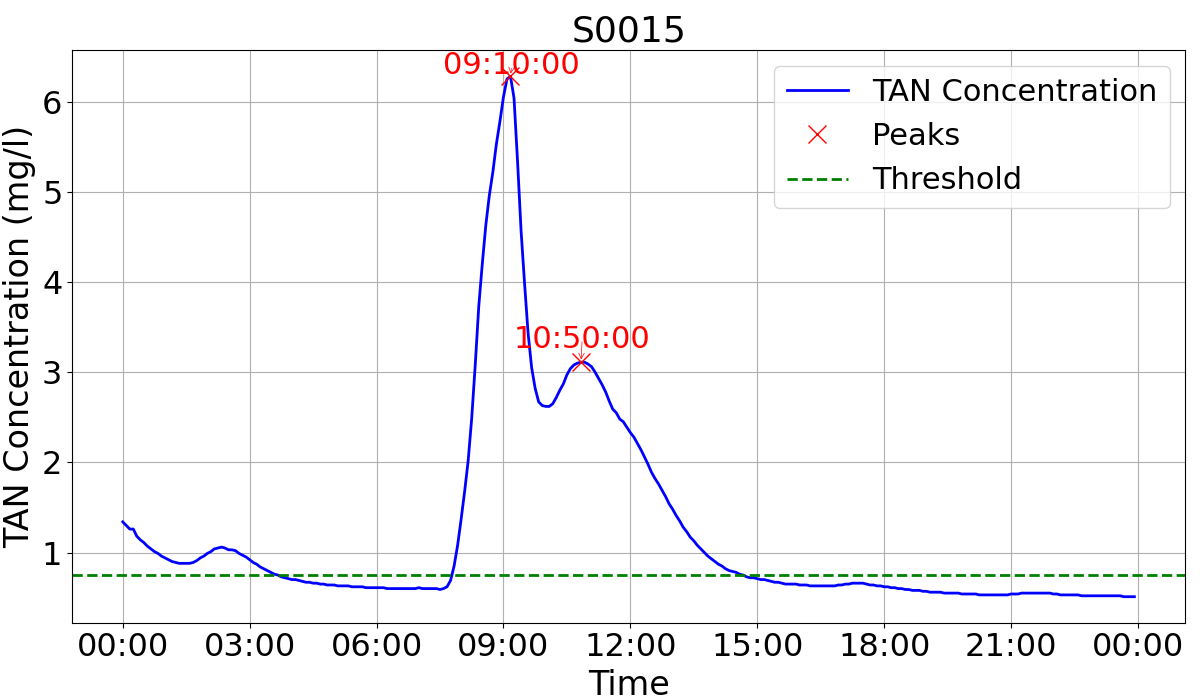 S0015
09:10:00
10:50:00
TAN Concentration
Peaks
Threshold
TAN Concentration (mg/l)
6
5
4
3
2
1
00:00 03:00 06:00 09:00 12:00 15:00 18:00 21:00 00:00
Time